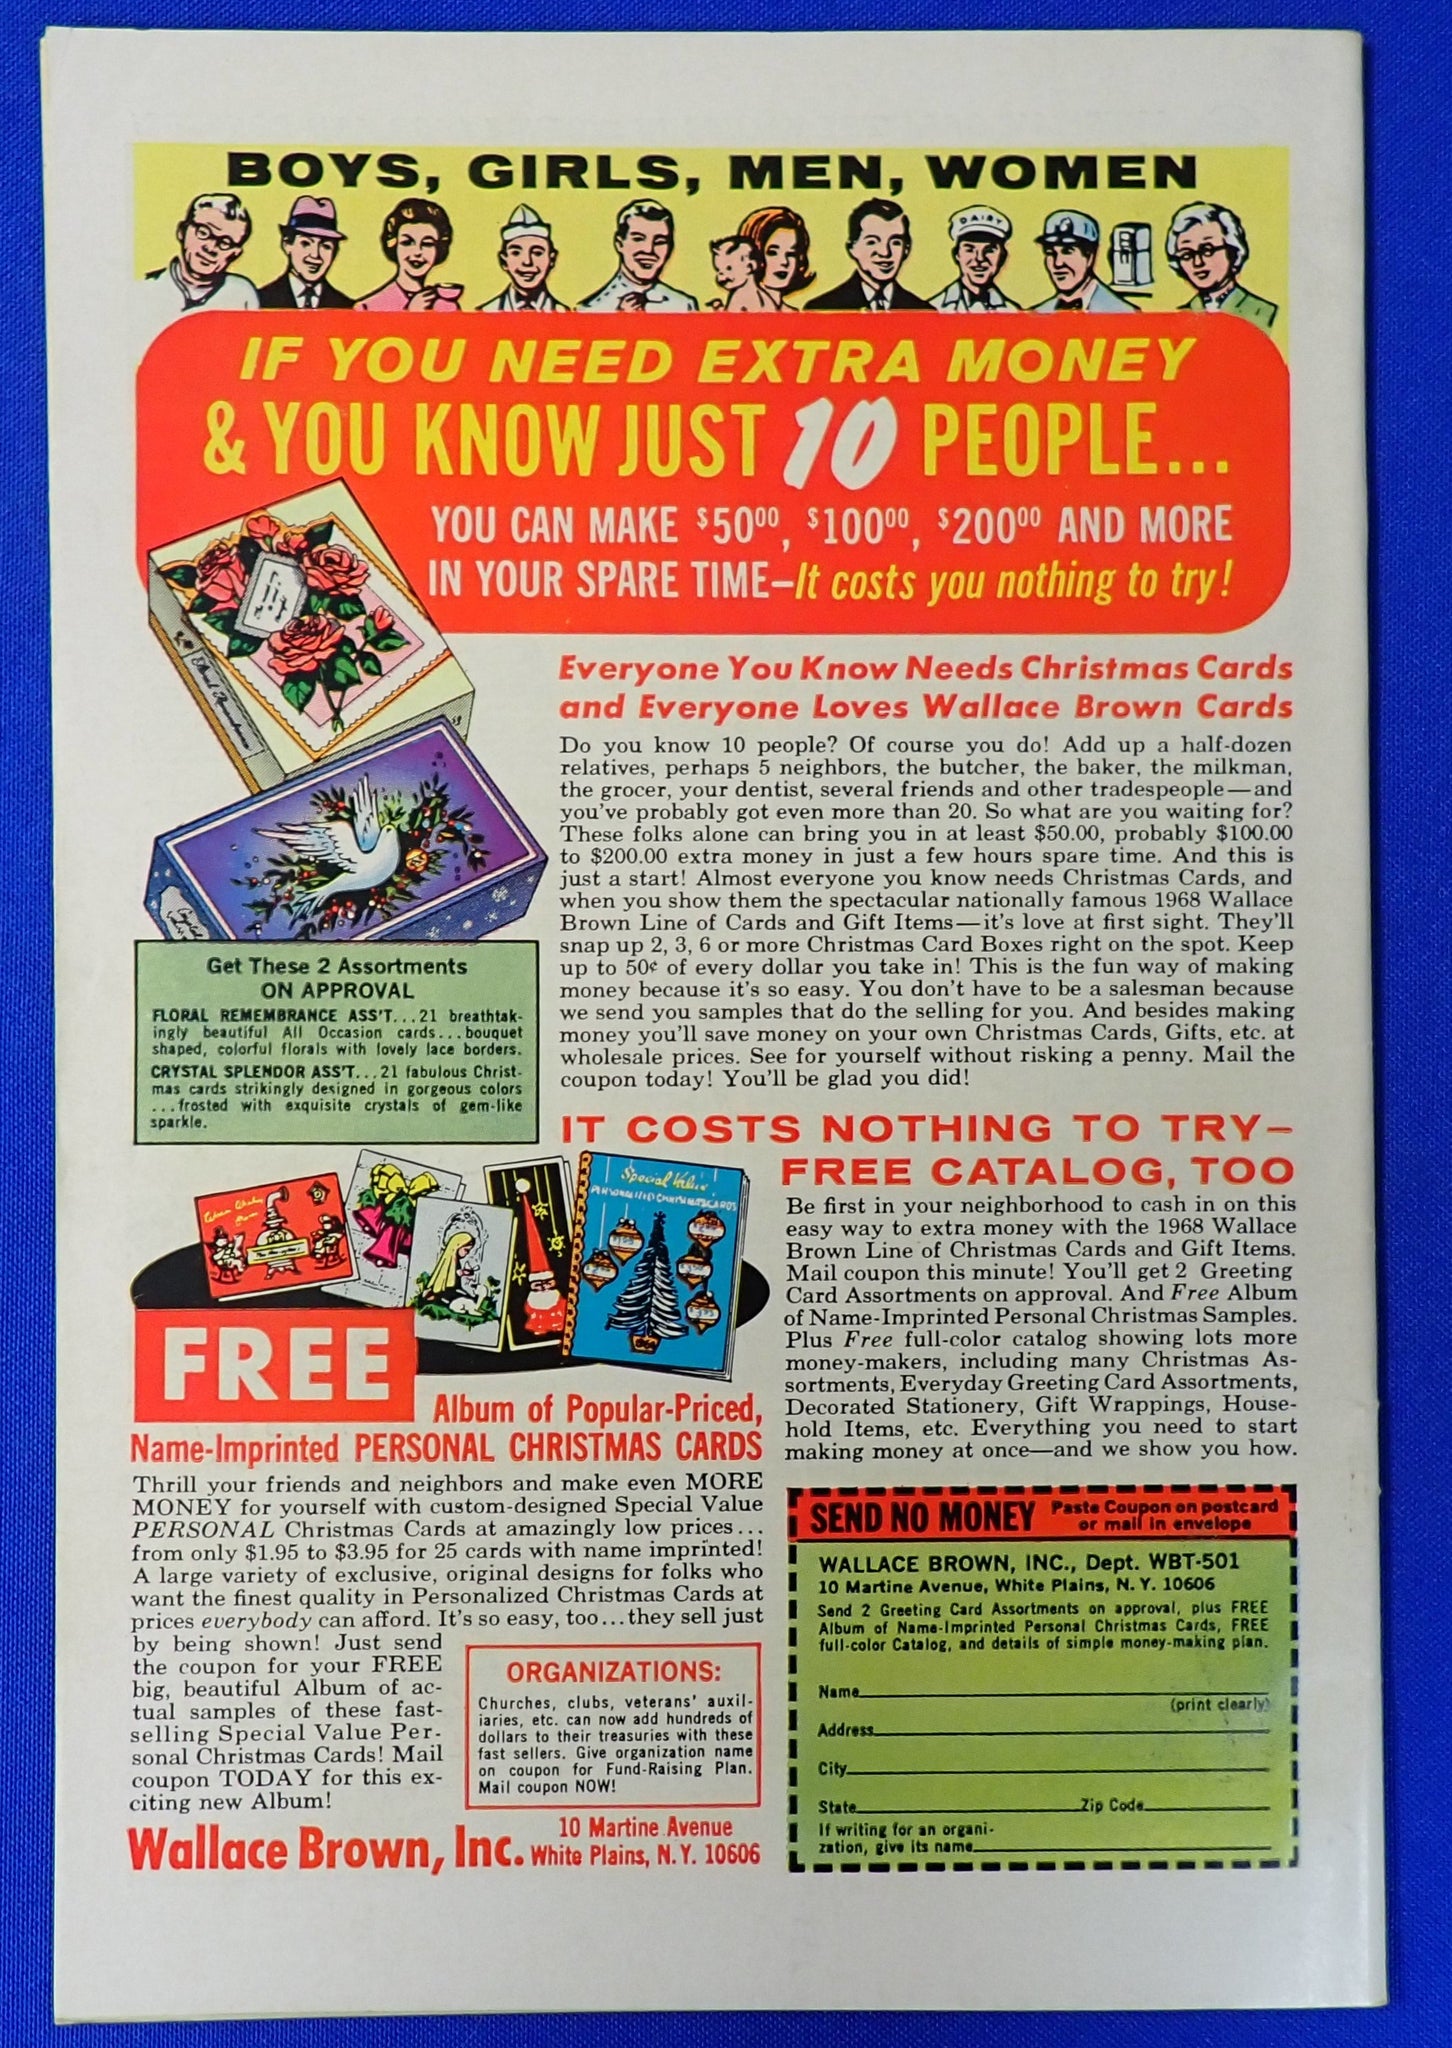 BOYS, GIRLS, MEN, WOMEN
DAIRY
IF YOU NEED EXTRA MONEY
& YOU KNOW JUST 10 PEOPLE...
YOU CAN MAKE $50⁰⁰, $100⁰⁰, $200⁰⁰ AND MORE
IN YOUR SPARE TIME—It costs you nothing to try!
Floral Remembrance
Everyone You Know Needs Christmas Cards
and Everyone Loves Wallace Brown Cards
Do you know 10 people? Of course you do! Add up a half-dozen
relatives, perhaps 5 neighbors, the butcher, the baker, the milkman,
the grocer, your dentist, several friends and other tradespeople—and
you've probably got even more than 20. So what are you waiting for?
These folks alone can bring you in at least $50.00, probably $100.00
to $200.00 extra money in just a few hours spare time. And this is
just a start! Almost everyone you know needs Christmas Cards, and
when you show them the spectacular nationally famous 1968 Wallace
Brown Line of Cards and Gift Items—it's love at first sight. They'll
snap up 2, 3, 6 or more Christmas Card Boxes right on the spot. Keep
up to 50¢ of every dollar you take in! This is the fun way of making
money because it's so easy. You don't have to be a salesman because
we send you samples that do the selling for you. And besides making
money you'll save money on your own Christmas Cards, Gifts, etc. at
wholesale prices. See for yourself without risking a penny. Mail the
coupon today! You'll be glad you did!
Get These 2 Assortments
ON APPROVAL
FLORAL REMEMBRANCE ASS'T...21 breathtak-
ingly beautiful All Occasion cards...bouquet
shaped, colorful florals with lovely lace borders.
CRYSTAL SPLENDOR ASS'T...21 fabulous Christ-
mas cards strikingly designed in gorgeous colors
...frosted with exquisite crystals of gem-like
sparkle.
IT COSTS NOTHING TO TRY—
FREE CATALOG, TOO
Be first in your neighborhood to cash in on this
easy way to extra money with the 1968 Wallace
Brown Line of Christmas Cards and Gift Items.
Mail coupon this minute! You'll get 2 Greeting
Card Assortments on approval. And Free Album
of Name-Imprinted Personal Christmas Samples.
Plus Free full-color catalog showing lots more
money-makers, including many Christmas As-
sortments, Everyday Greeting Card Assortments,
Decorated Stationery, Gift Wrappings, House-
hold Items, etc. Everything you need to start
making money at once—and we show you how.
Special Value
PERSONALIZED CHRISTMAS CARDS
FREE
Album of Popular-Priced,
Name-Imprinted PERSONAL CHRISTMAS CARDS
Thrill your friends and neighbors and make even MORE
MONEY for yourself with custom-designed Special Value
PERSONAL Christmas Cards at amazingly low prices...
from only $1.95 to $3.95 for 25 cards with name imprinted!
A large variety of exclusive, original designs for folks who
want the finest quality in Personalized Christmas Cards at
prices everybody can afford. It's so easy, too...they sell just
by being shown! Just send
the coupon for your FREE
big, beautiful Album of ac-
tual samples of these fast-
selling Special Value Per-
sonal Christmas Cards! Mail
coupon TODAY for this ex-
citing new Album!
ORGANIZATIONS:
Churches, clubs, veterans' auxil-
iaries, etc. can now add hundreds of
dollars to their treasuries with these
fast sellers. Give organization name
on coupon for Fund-Raising Plan.
Mail coupon NOW!
Wallace Brown, Inc. 10 Martine Avenue
White Plains, N.Y. 10606
SEND NO MONEY Paste Coupon on postcard
or mail in envelope
WALLACE BROWN, INC., Dept. WBT-501
10 Martine Avenue, White Plains, N. Y. 10606
Send 2 Greeting Card Assortments on approval, plus FREE
Album of Name-Imprinted Personal Christmas Cards, FREE
full-color Catalog, and details of simple money-making plan.
Name
(print clearly)
Address
City
State Zip Code
If writing for an organi-
zation, give its name